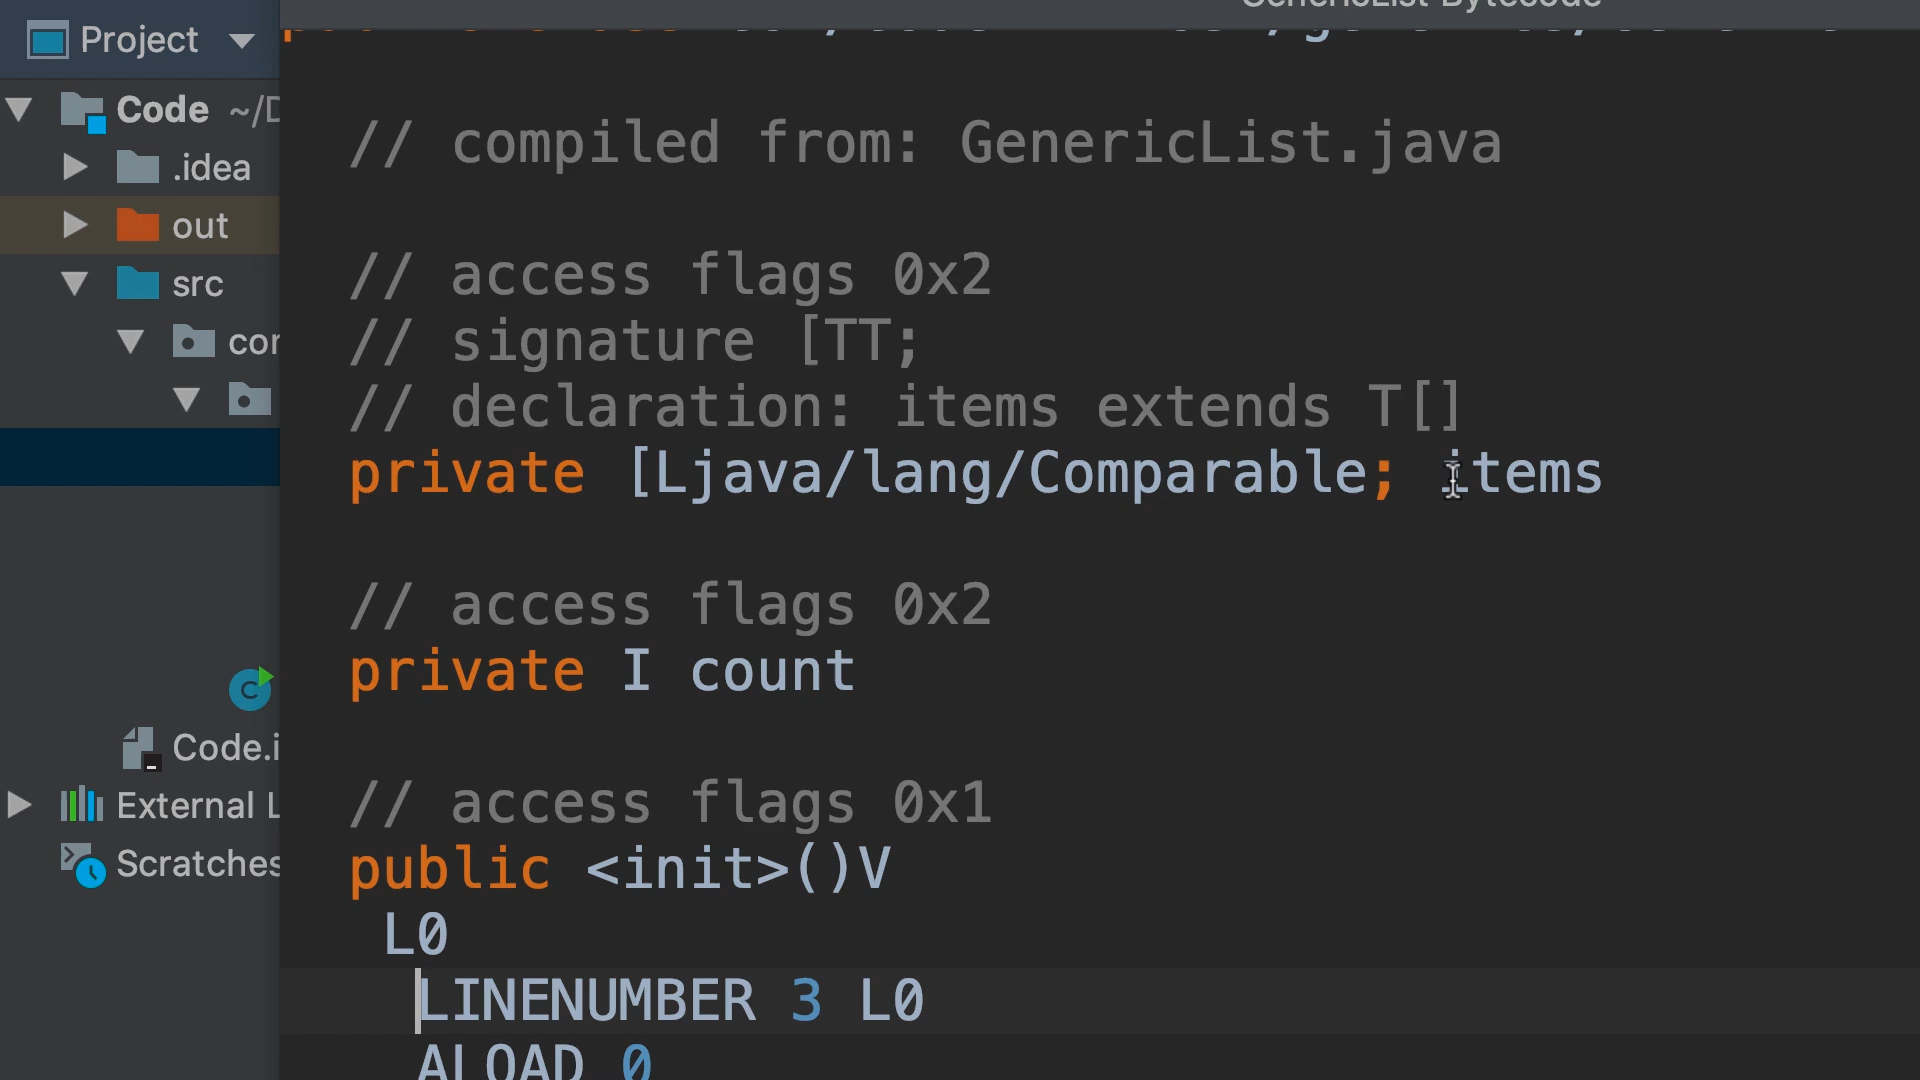 GenericList Bytecode
Project
Code ~/D
.idea
out
src
Code.i
External L
Scratches
// compiled from: GenericList.java
// access flags 0x2
// signature [TT;
// declaration: items extends T[]
private [Ljava/lang/Comparable; items
// access flags 0x2
private I count
// access flags 0x1
public <init>()V
L0
LINENUMBER 3 L0
ALOAD 0